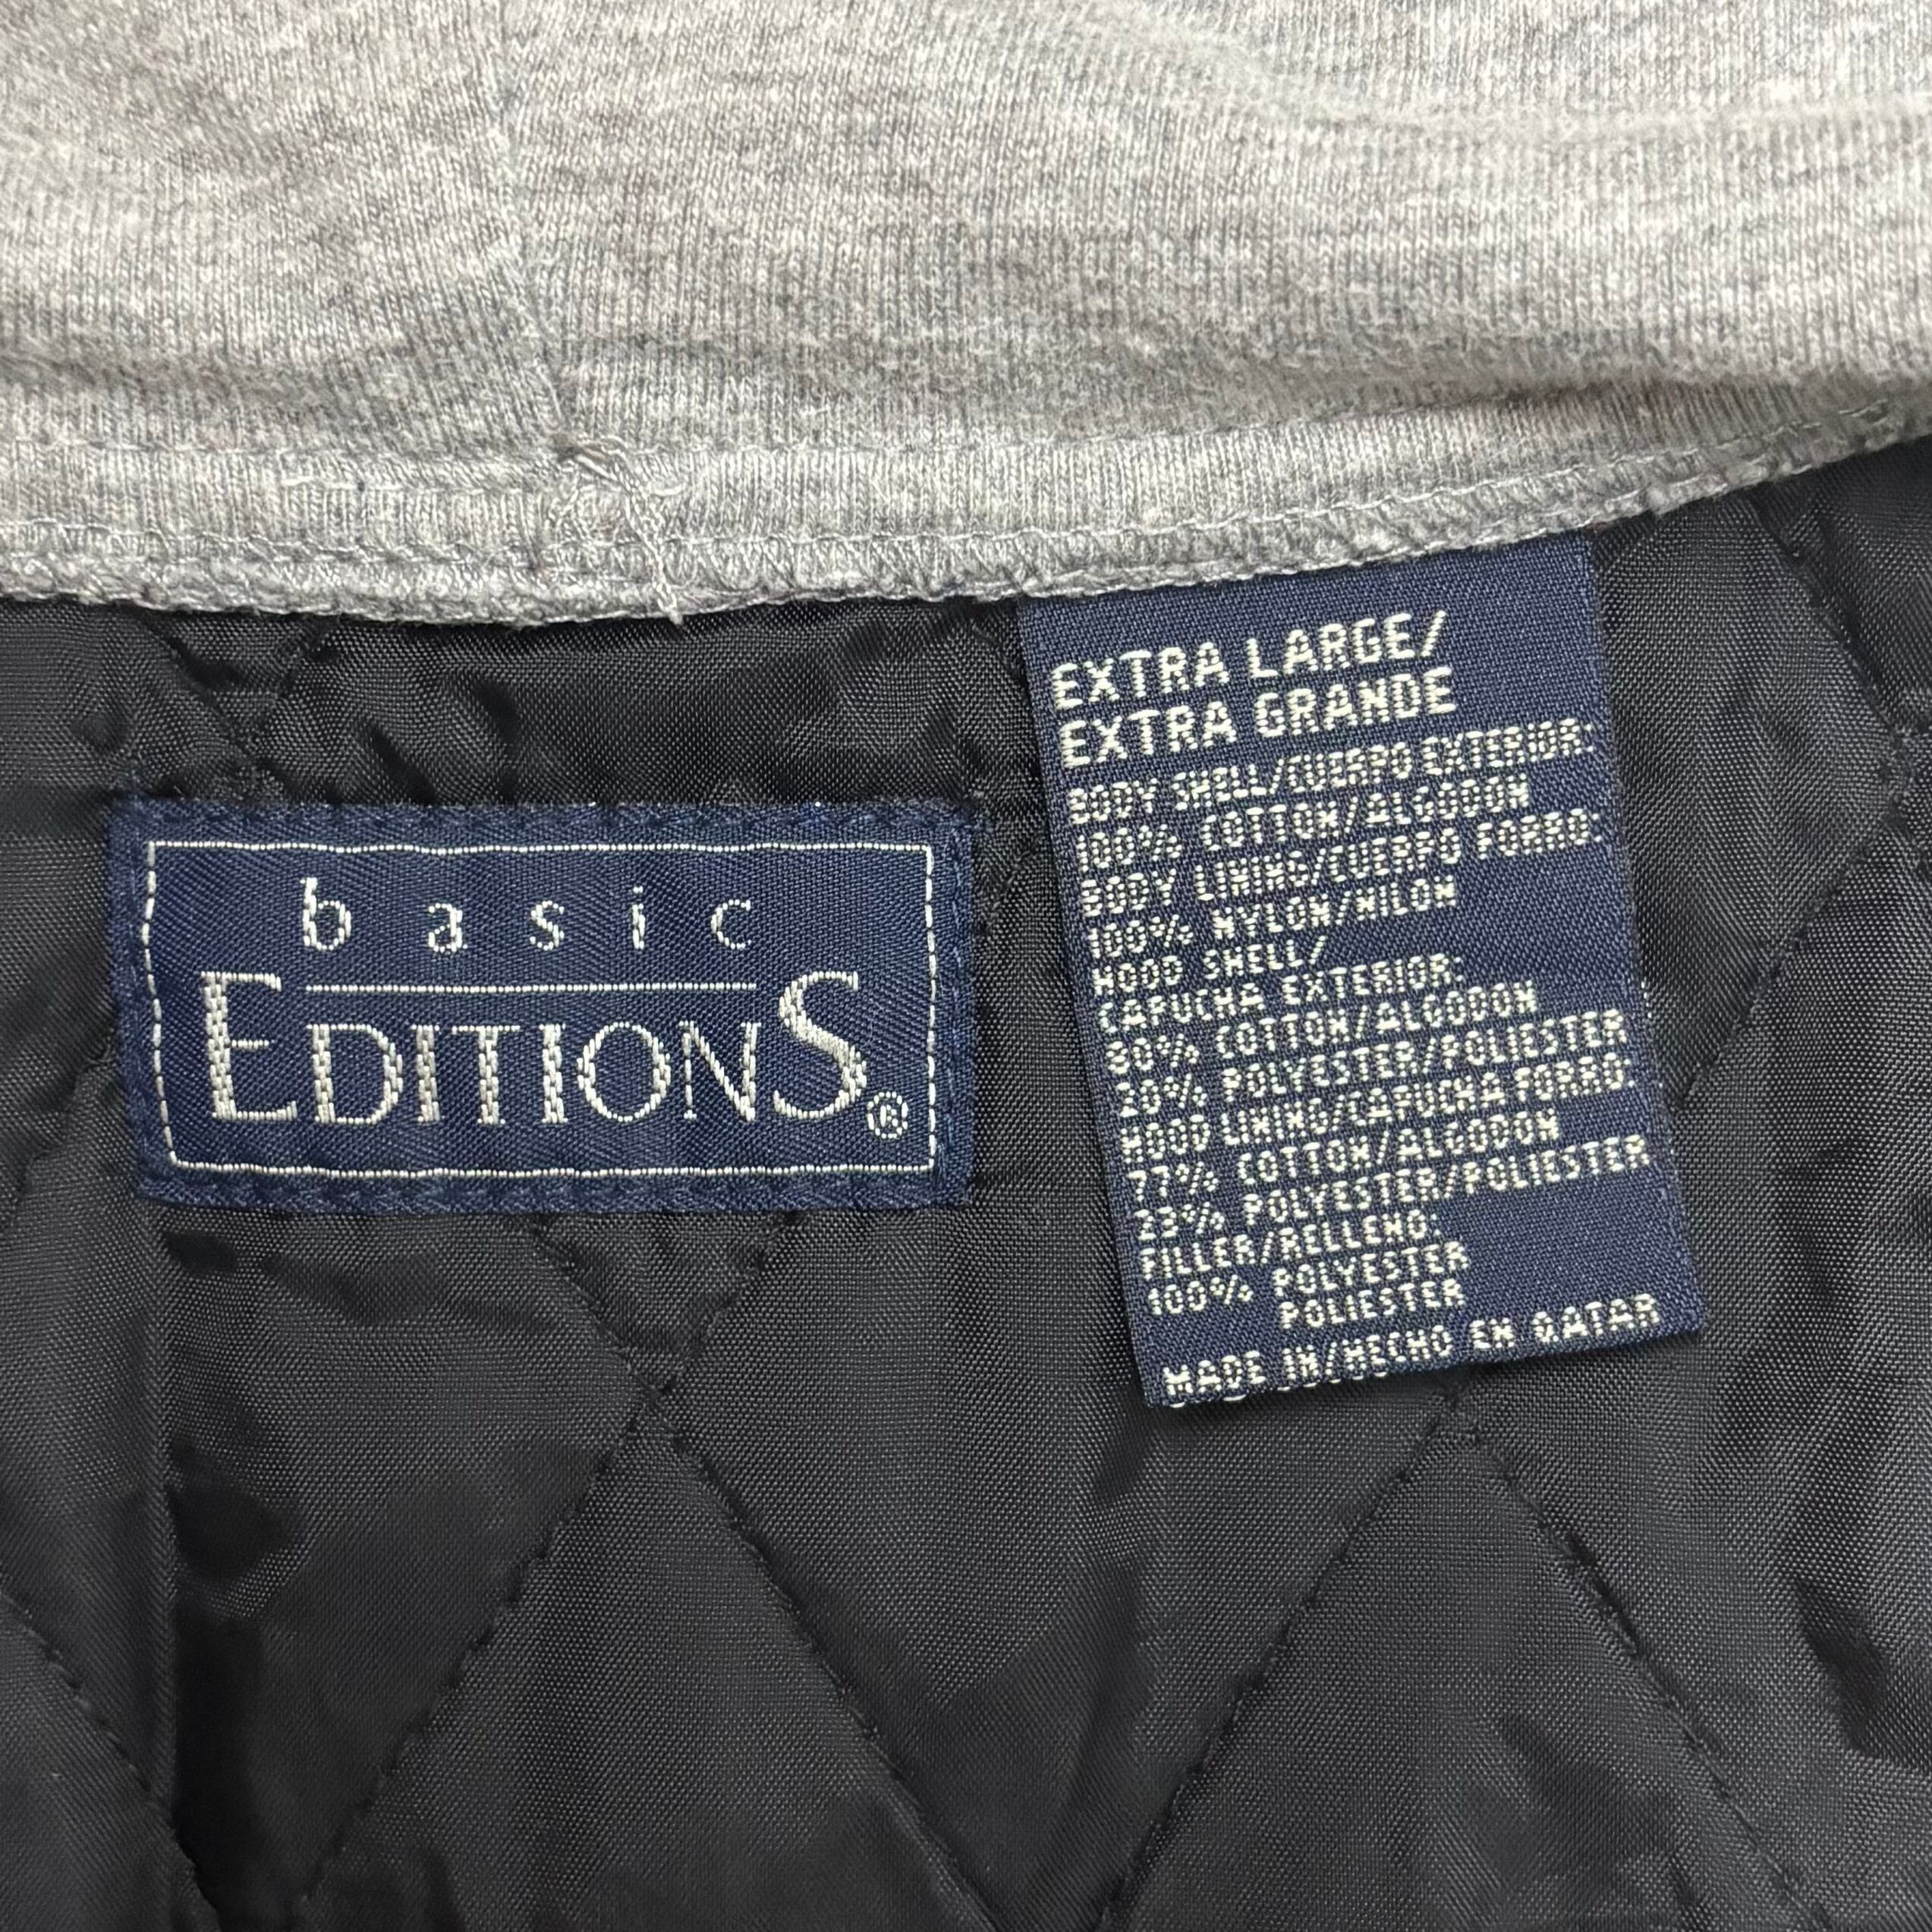 basic
EDITIONS®
EXTRA LARGE/
EXTRA GRANDE
BODY SHELL/CUERPO EXTERIOR:
100% COTTON/ALGODON
BODY LINING/CUERPO FORRO:
100% NYLON/NILON
HOOD SHELL/
CAPUCHA EXTERIOR:
80% COTTON/ALGODON
20% POLYESTER/POLIESTER
HOOD LINING/CAPUCHA FORRO:
77% COTTON/ALGODON
23% POLYESTER/POLIESTER
FILLER/RELLENO:
100% POLYESTER
POLIESTER
MADE IN/HECHO EN QATAR